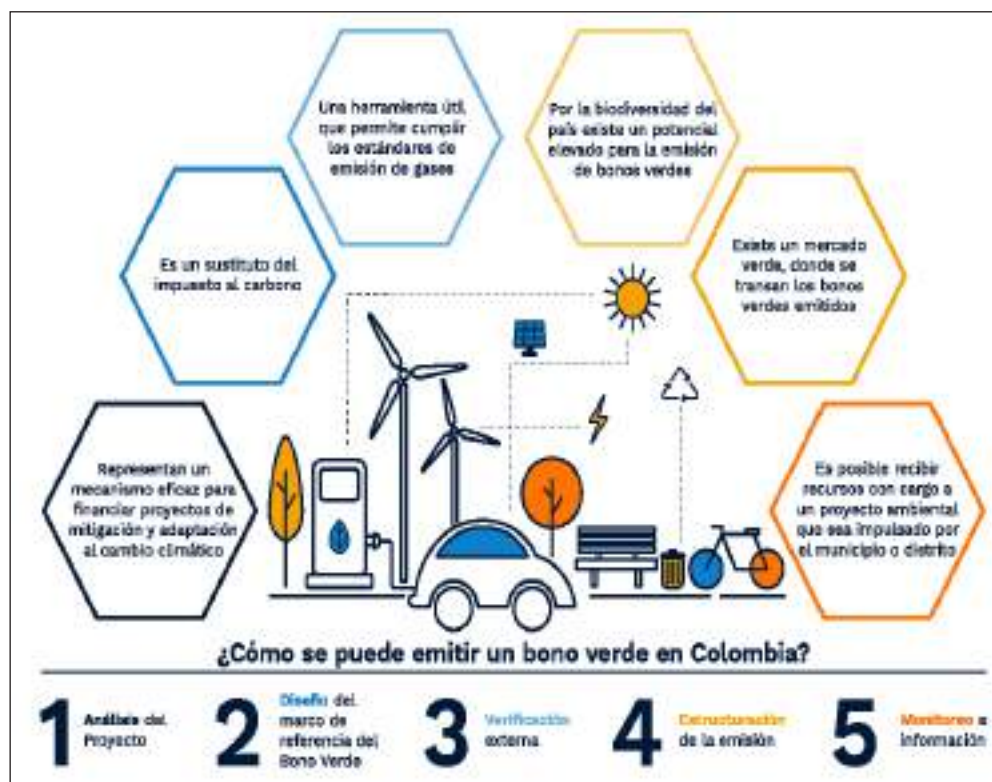 Una herramienta útil
que permite cumplir
los estándares de
emisión de gases
Por la biodiversidad del
país existe un potencial
elevado para la emisión
de bonos verdes
Es un sustituto del
impuesto al carbono
Existe un mercado
verde, donde se
transan los bonos
verdes emitidos
Representan un
mecanismo eficaz para
financiar proyectos de
mitigación y adaptación
al cambio climático
Es posible recibir
recursos con cargo a
un proyecto ambiental
que sea impulsado por
el municipio o distrito
¿Cómo se puede emitir un bono verde en Colombia?
1 Análisis del
Proyecto
2 Diseño del
marco de
referencia del
Bono Verde
3 Verificación
externa
4 Estructuración
de la emisión
5 Monitoreo e
información